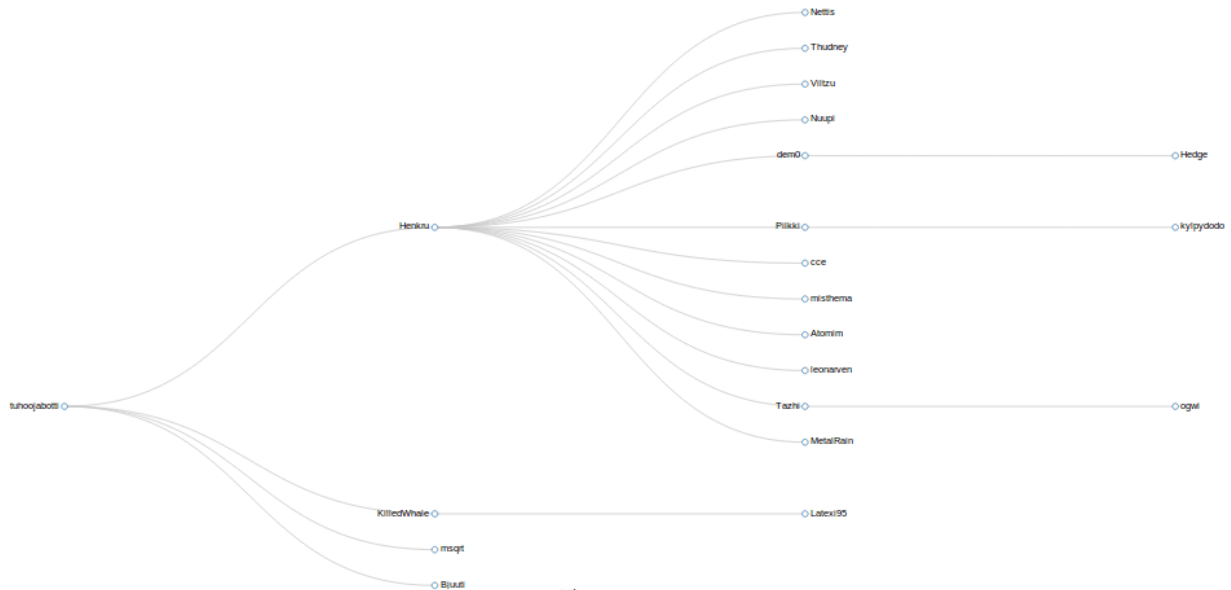 Nettis
Thudney
Viltzu
Nuupi
dem0
Hedge
Henkru
Piikki
kylpydodo
cce
misthema
Atomim
leonarven
tuhoojabotti
Tazhi
ogwi
MetalRain
KilledWhale
Latexi95
msqrt
Bjuuti